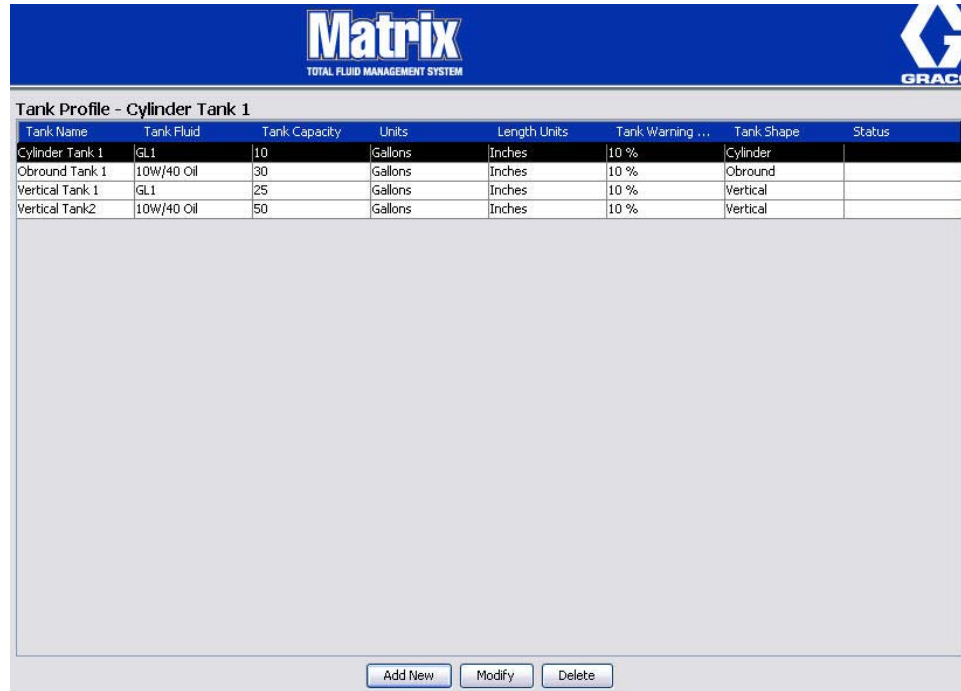 Matrix
TOTAL FLUID MANAGEMENT SYSTEM
GRACO
Tank Profile - Cylinder Tank 1
Tank Name Tank Fluid Tank Capacity Units Length Units Tank Warning ... Tank Shape Status
Cylinder Tank 1 GL1 10 Gallons Inches 10 % Cylinder
Obround Tank 1 10W/40 Oil 30 Gallons Inches 10 % Obround
Vertical Tank 1 GL1 25 Gallons Inches 10 % Vertical
Vertical Tank2 10W/40 Oil 50 Gallons Inches 10 % Vertical
Add New Modify Delete